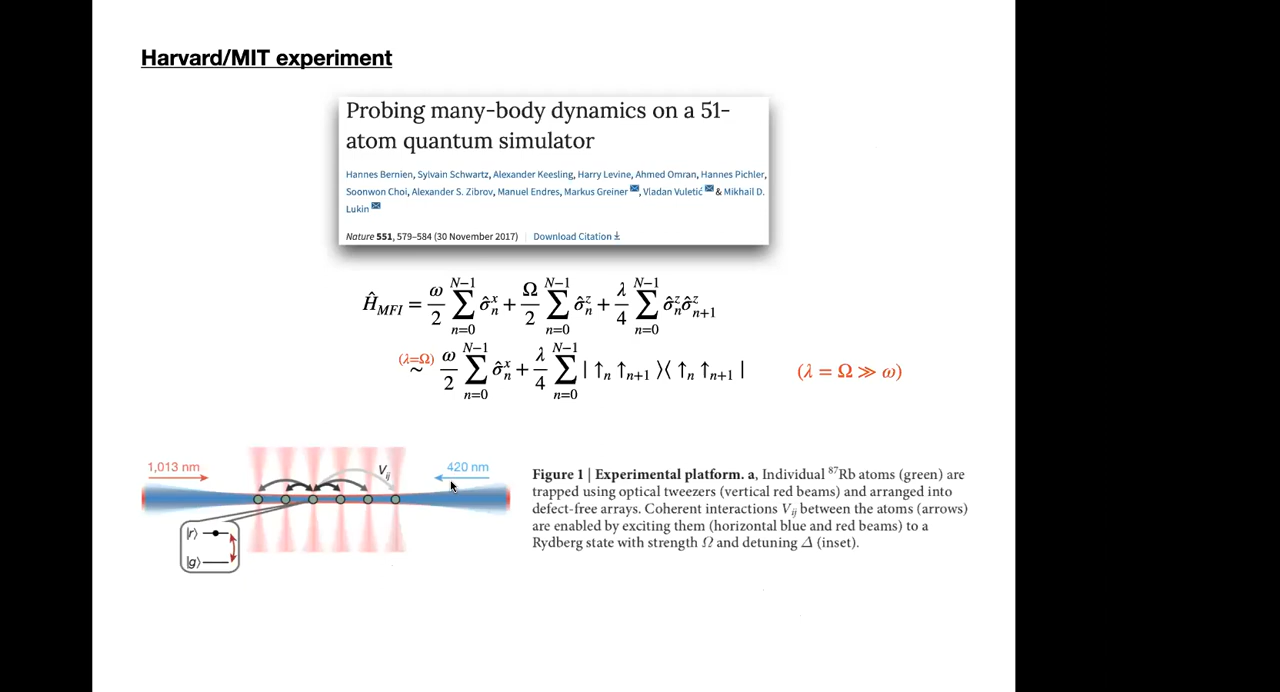 Harvard/MIT experiment
Probing many-body dynamics on a 51-
atom quantum simulator
Hannes Bernien, Sylvain Schwartz, Alexander Keesling, Harry Levine, Ahmed Omran, Hannes Pichler,
Soonwon Choi, Alexander S. Zibrov, Manuel Endres, Markus Greiner, Vladan Vuletić & Mikhail D.
Lukin
Nature 551, 579–584 (30 November 2017) Download Citation
Ĥ_MFI = ω/2 ∑_{n=0}^{N−1} σ̂_n^x + Ω/2 ∑_{n=0}^{N−1} σ̂_n^z + λ/4 ∑_{n=0}^{N−1} σ̂_n^z σ̂_{n+1}^z
(λ=Ω) ∼ ω/2 ∑_{n=0}^{N−1} σ̂_n^x + λ/4 ∑_{n=0}^{N−1} | ↑_n ↑_{n+1} ⟩⟨ ↑_n ↑_{n+1} | (λ = Ω ≫ ω)
1,013 nm
V_ij
420 nm
|r⟩
|g⟩
Figure 1 | Experimental platform. a, Individual ⁸⁷Rb atoms (green) are
trapped using optical tweezers (vertical red beams) and arranged into
defect-free arrays. Coherent interactions V_ij between the atoms (arrows)
are enabled by exciting them (horizontal blue and red beams) to a
Rydberg state with strength Ω and detuning Δ (inset).